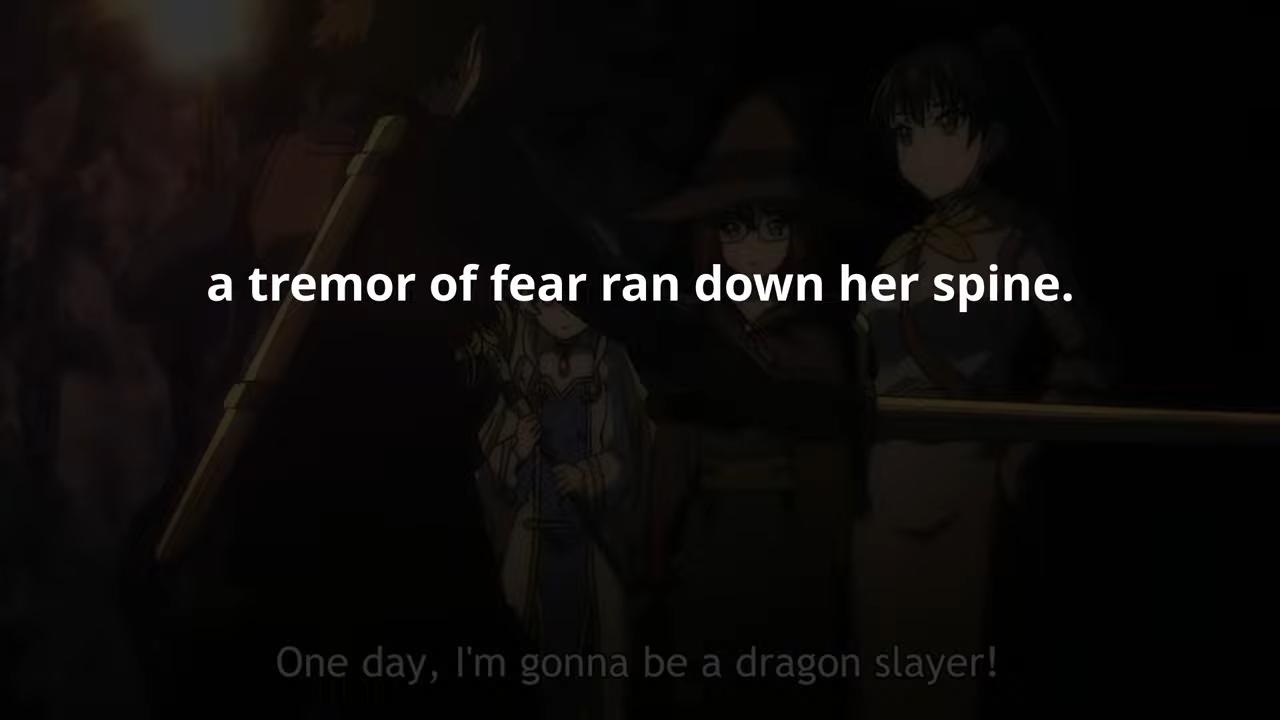 a tremor of fear ran down her spine.
One day, I'm gonna be a dragon slayer!